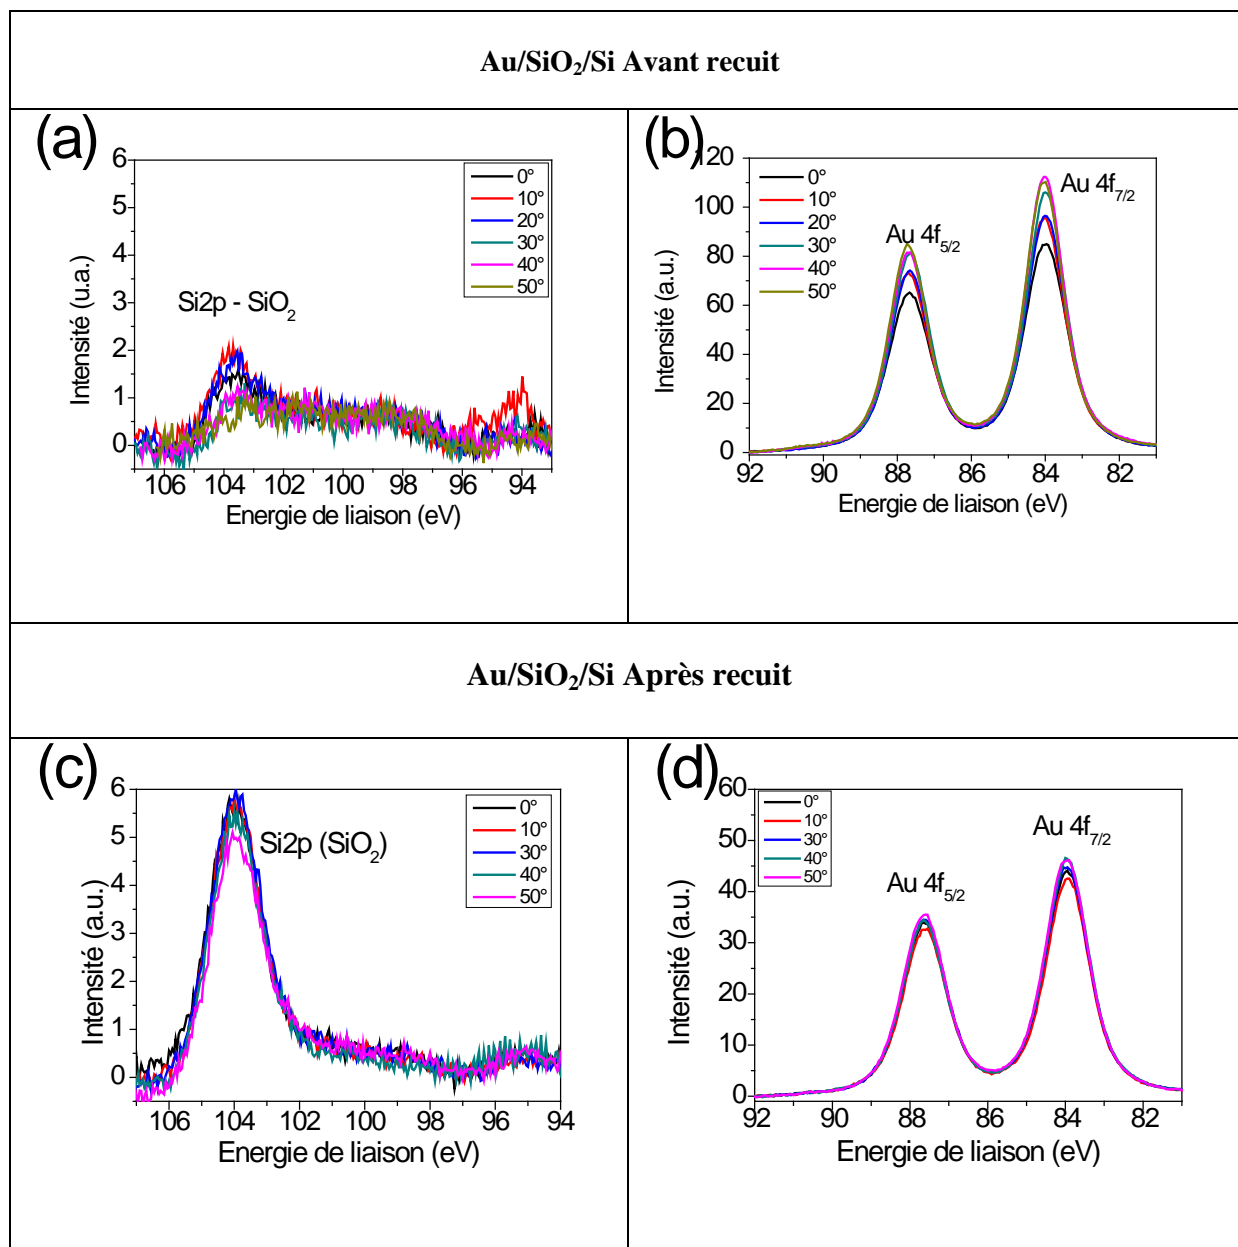 Au/SiO₂/Si Avant recuit
(a)
6
5
4
3
2
1
0
Intensité (u.a.)
0°
10°
20°
30°
40°
50°
Si2p - SiO₂
106 104 102 100 98 96 94
Energie de liaison (eV)
(b)
120
100
80
60
40
20
0
Intensité (a.u.)
0°
10°
20°
30°
40°
50°
Au 4f₇/₂
Au 4f₅/₂
92 90 88 86 84 82
Energie de liaison (eV)
Au/SiO₂/Si Après recuit
(c)
6
5
4
3
2
1
0
Intensité (a.u.)
0°
10°
30°
40°
50°
Si2p (SiO₂)
106 104 102 100 98 96 94
Energie de liaison (eV)
(d)
60
50
40
30
20
10
0
Intensité (a.u.)
0°
10°
30°
40°
50°
Au 4f₇/₂
Au 4f₅/₂
92 90 88 86 84 82
Energie de liaison (eV)